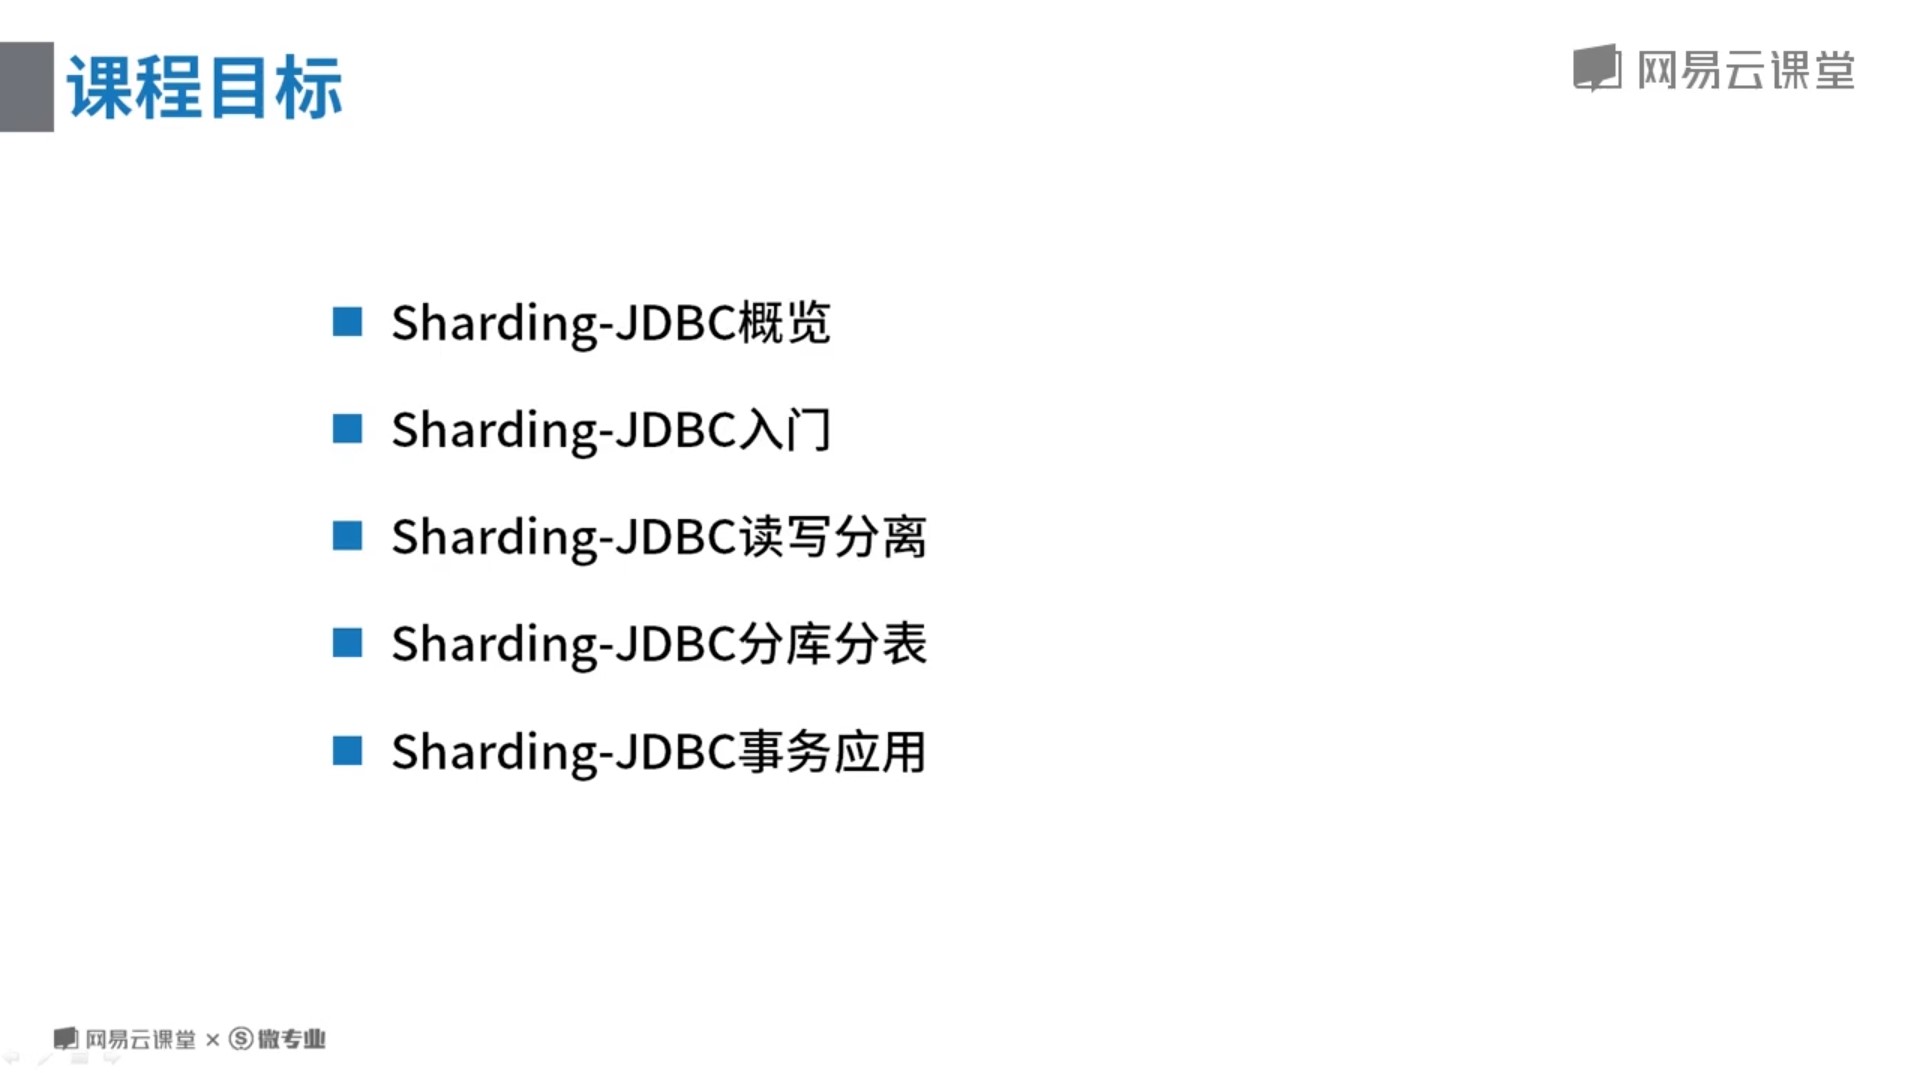 课程目标
网易云课堂
Sharding-JDBC概览
Sharding-JDBC入门
Sharding-JDBC读写分离
Sharding-JDBC分库分表
Sharding-JDBC事务应用
网易云课堂 × Ⓢ微专业